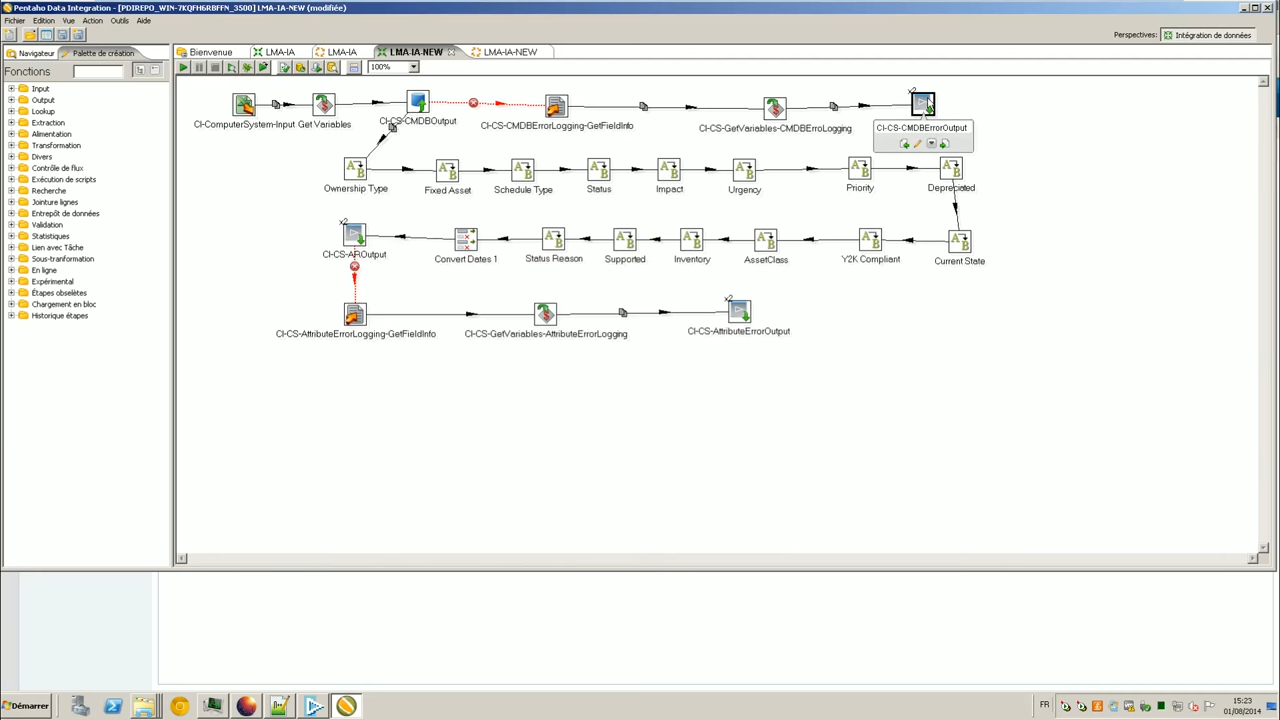 Pentaho Data Integration - [PDIREPO_WIN-7KQFH6RBFFN_3500] LMA-IA-NEW (modifiée)
Fichier Edition Vue Action Outils Aide
Perspectives: Intégration de données
Navigateur Palette de création
Bienvenue LMA-IA LMA-IA LMA-IA-NEW LMA-IA-NEW
Fonctions
100%
Input
Output
Lookup
Extraction
Alimentation
Transformation
Divers
Contrôle de flux
Exécution de scripts
Recherche
Jointure lignes
Entrepôt de données
Validation
Statistiques
Lien avec Tâche
Sous-tranformation
En ligne
Expérimental
Étapes obsolètes
Chargement en bloc
Historique étapes
x2
CI-ComputerSystem-Input Get Variables CI-CS-CMDBOutput CI-CS-CMDBErrorLogging-GetFieldInfo CI-CS-GetVariables-CMDBErroLogging CI-CS-CMDBErrorOutput
Ownership Type Fixed Asset Schedule Type Status Impact Urgency Priority Depreciated
x2
CI-CS-AROutput Convert Dates 1 Status Reason Supported Inventory AssetClass Y2K Compliant Current State
x2
CI-CS-AttributeErrorLogging-GetFieldInfo CI-CS-GetVariables-AttributeErrorLogging CI-CS-AttributeErrorOutput
Démarrer
FR
15:23
01/08/2014